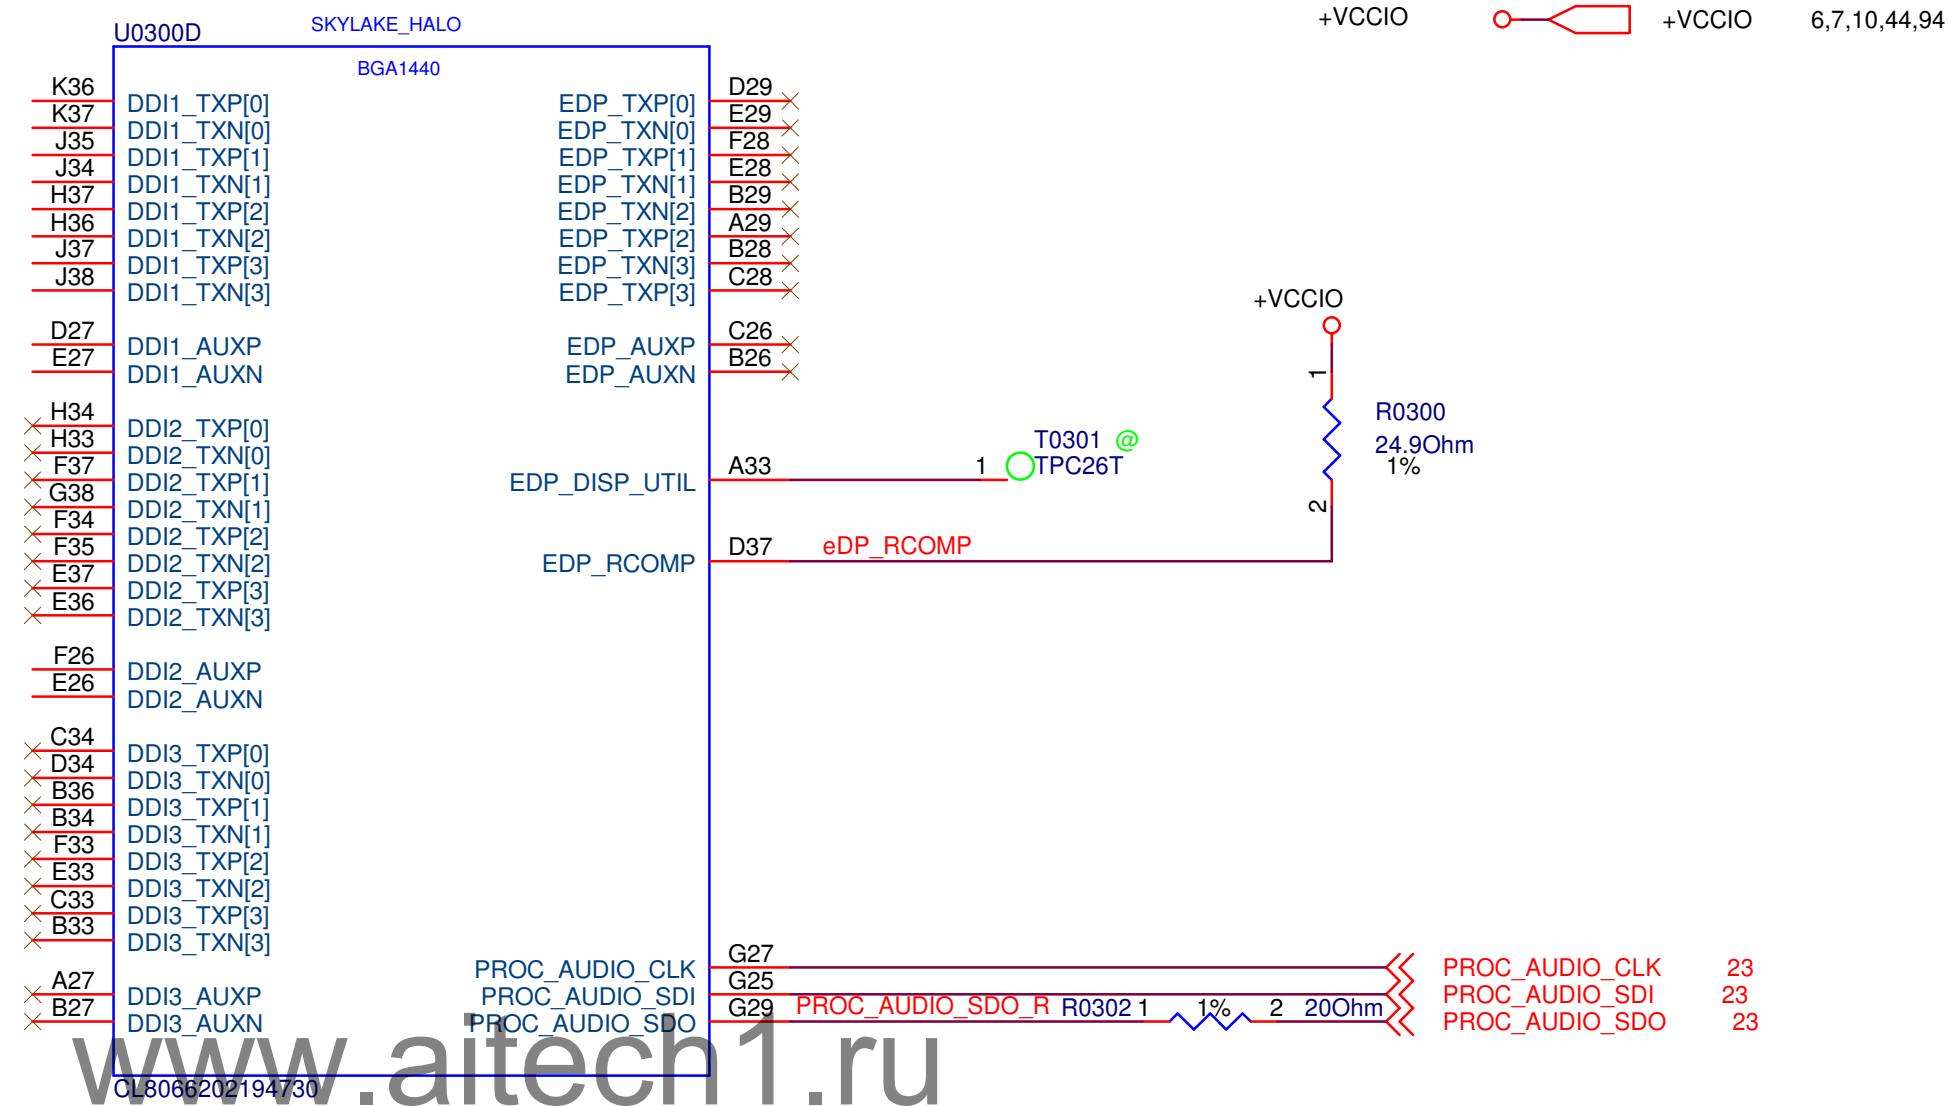 U0300D
SKYLAKE_HALO
+VCCIO
+VCCIO
6,7,10,44,94
BGA1440
K36 DDI1_TXP[0] EDP_TXP[0] D29
K37 DDI1_TXN[0] EDP_TXN[0] E29
J35 DDI1_TXP[1] EDP_TXP[1] F28
J34 DDI1_TXN[1] EDP_TXN[1] E28
H37 DDI1_TXP[2] EDP_TXN[2] B29
H36 DDI1_TXN[2] EDP_TXP[2] A29
J37 DDI1_TXP[3] EDP_TXN[3] B28
J38 DDI1_TXN[3] EDP_TXP[3] C28
+VCCIO
D27 DDI1_AUXP EDP_AUXP C26
E27 DDI1_AUXN EDP_AUXN B26
1
R0300
24.9Ohm
1%
2
H34 DDI2_TXP[0]
H33 DDI2_TXN[0]
F37 DDI2_TXP[1]
G38 DDI2_TXN[1]
F34 DDI2_TXP[2]
F35 DDI2_TXN[2]
E37 DDI2_TXP[3]
E36 DDI2_TXN[3]
EDP_DISP_UTIL A33 1 T0301 @
TPC26T
EDP_RCOMP D37 eDP_RCOMP
F26 DDI2_AUXP
E26 DDI2_AUXN
C34 DDI3_TXP[0]
D34 DDI3_TXN[0]
B36 DDI3_TXP[1]
B34 DDI3_TXN[1]
F33 DDI3_TXP[2]
E33 DDI3_TXN[2]
C33 DDI3_TXP[3]
B33 DDI3_TXN[3]
A27 DDI3_AUXP
B27 DDI3_AUXN
PROC_AUDIO_CLK G27 PROC_AUDIO_CLK 23
PROC_AUDIO_SDI G25 PROC_AUDIO_SDI 23
PROC_AUDIO_SDO G29 PROC_AUDIO_SDO_R R0302 1 1% 2 20Ohm PROC_AUDIO_SDO 23
www.aitech1.ru
CL8066202194730